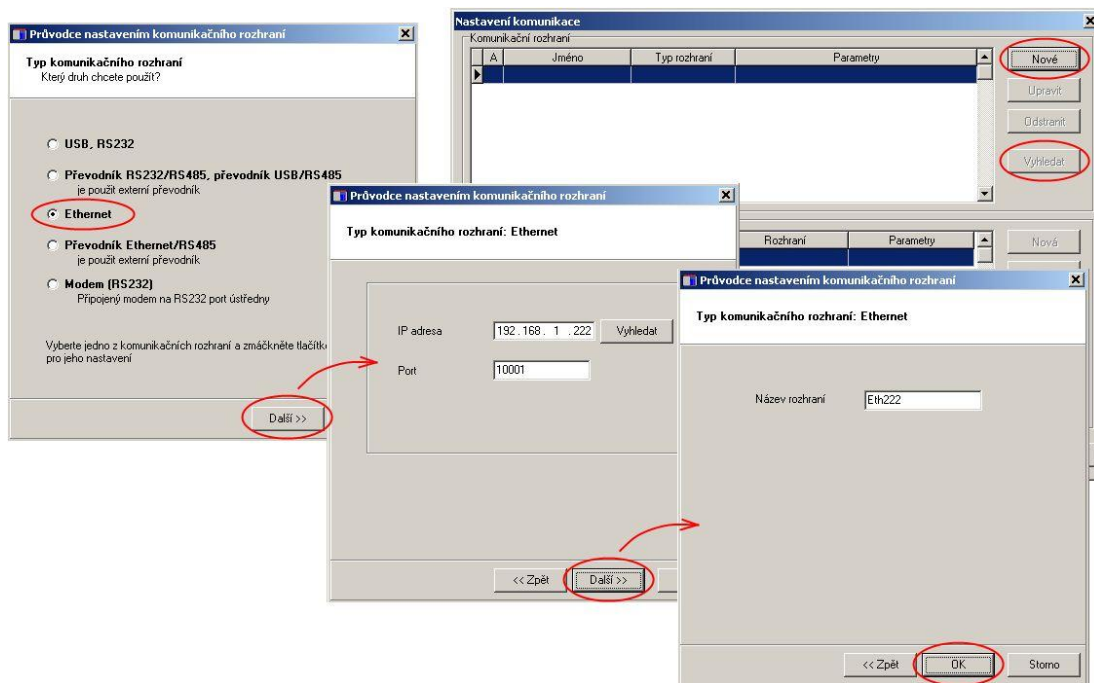 Průvodce nastavením komunikačního rozhraní
Typ komunikačního rozhraní
Který druh chcete použít?
USB, RS232
Převodník RS232/RS485, převodník USB/RS485
je použit externí převodník
Ethernet
Převodník Ethernet/RS485
je použit externí převodník
Modem (RS232)
Připojený modem na RS232 port ústředny
Vyberte jedno z komunikačních rozhraní a zmáčkněte
pro jeho nastavení
Další >>
Nastavení komunikace
Komunikační rozhraní
A Jméno Typ rozhraní Parametry
Nové
Upravit
Odstranit
Vyhledat
Rozhraní Parametry
Nová
Průvodce nastavením komunikačního rozhraní
Typ komunikačního rozhraní: Ethernet
IP adresa 192 . 168 . 1 . 222 Vyhledat
Port 10001
<< Zpět Další >>
Průvodce nastavením komunikačního rozhraní
Typ komunikačního rozhraní: Ethernet
Název rozhraní Eth222
<< Zpět OK Storno